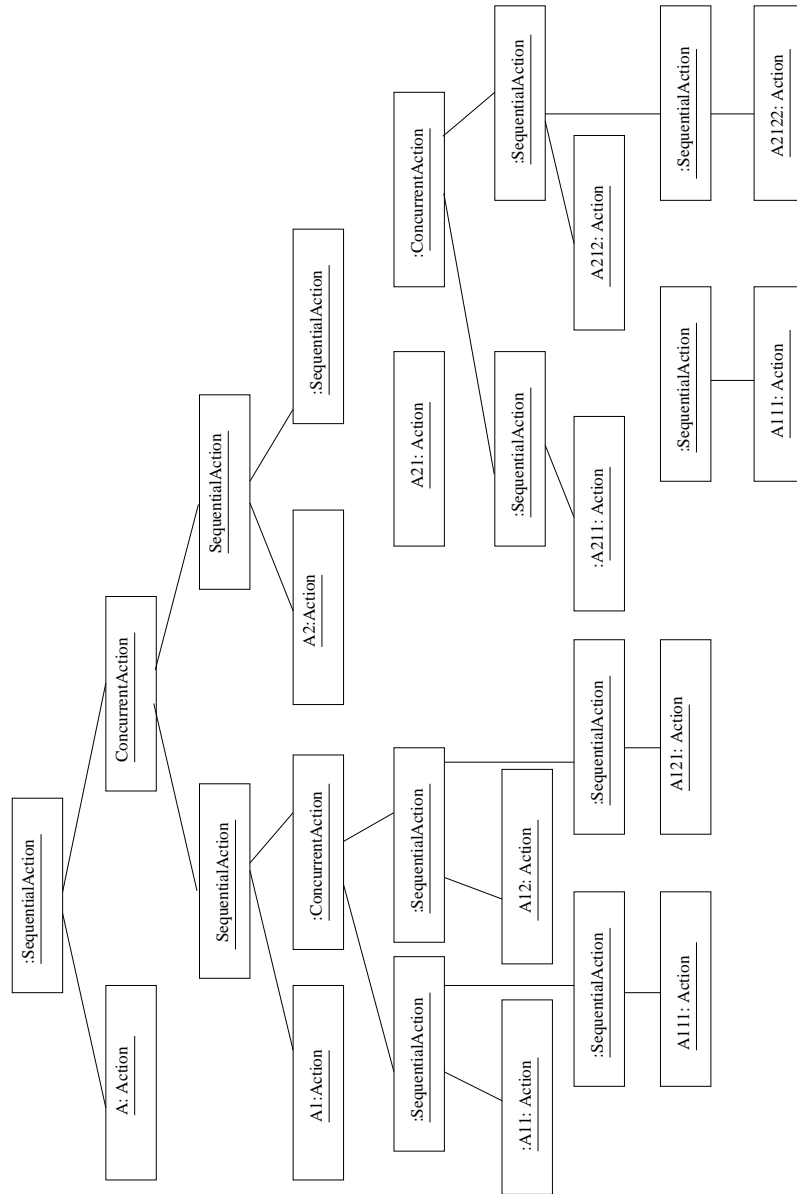 :SequentialAction
A: Action
ConcurrentAction
SequentialAction
SequentialAction
A1:Action
:ConcurrentAction
A2:Action
:SequentialAction
:SequentialAction
:SequentialAction
A21: Action
:ConcurrentAction
:A11: Action
A12: Action
:SequentialAction
:SequentialAction
:SequentialAction
:SequentialAction
:A211: Action
A212: Action
A111: Action
A121: Action
:SequentialAction
:SequentialAction
A111: Action
A2122: Action